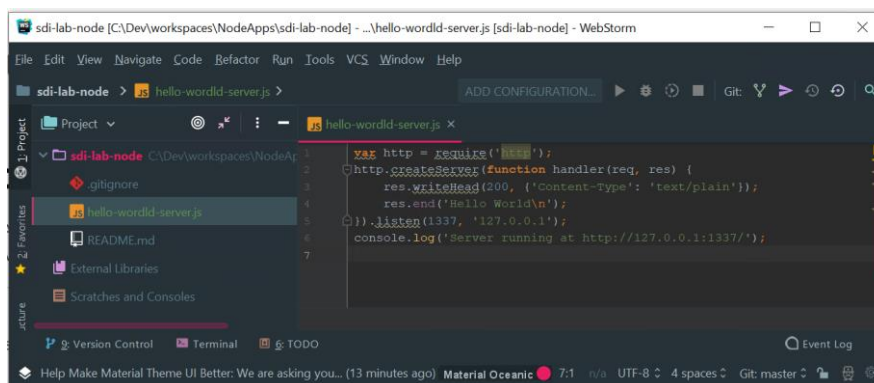 sdi-lab-node [C:\Dev\workspaces\NodeApps\sdi-lab-node] - ...\hello-wordld-server.js [sdi-lab-node] - WebStorm
File Edit View Navigate Code Refactor Run Tools VCS Window Help
sdi-lab-node > hello-wordld-server.js > ADD CONFIGURATION... Git:
Project
hello-wordld-server.js ×
1: Project
2: Favorites
sdi-lab-node C:\Dev\workspaces\NodeAp
.gitignore
hello-wordld-server.js
README.md
External Libraries
Scratches and Consoles
1 var http = require('http');
2 http.createServer(function handler(req, res) {
3 res.writeHead(200, {'Content-Type': 'text/plain'});
4 res.end('Hello World\n');
5 }).listen(1337, '127.0.0.1');
6 console.log('Server running at http://127.0.0.1:1337/');
7
9: Version Control Terminal 6: TODO Event Log
Help Make Material Theme UI Better: We are asking you... (13 minutes ago) Material Oceanic 7:1 n/a UTF-8 4 spaces Git: master